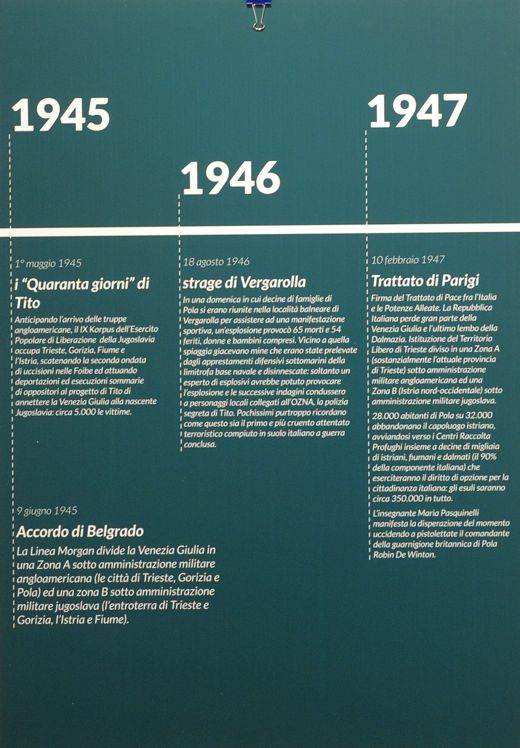 1945
1° maggio 1945
i "Quaranta giorni" di
Tito
Anticipando l'arrivo delle truppe
angloamericane, il IX Korpus dell'Esercito
Popolare di Liberazione della Jugoslavia
occupa Trieste, Gorizia, Fiume e
l'Istria, scatenando la seconda ondata
di uccisioni nelle Foibe ed attuando
deportazioni ed esecuzioni sommarie
di oppositori al progetto di Tito di
annettere la Venezia Giulia alla nascente
Jugoslavia: circa 5.000 le vittime.
9 giugno 1945
Accordo di Belgrado
La Linea Morgan divide la Venezia Giulia in
una Zona A sotto amministrazione militare
angloamericana (le città di Trieste, Gorizia e
Pola) ed una zona B sotto amministrazione
militare jugoslava (l'entroterra di Trieste e
Gorizia, l'Istria e Fiume).
1946
18 agosto 1946
strage di Vergarolla
In una domenica in cui decine di famiglie di
Pola si erano riunite nella località balneare di
Vergarolla per assistere ad una manifestazione
sportiva, un'esplosione provocò 65 morti e 54
feriti, donne e bambini compresi. Vicino a quella
spiaggia giacevano mine che erano state prelevate
dagli apprestamenti difensivi sottomarini della
limitrofa base navale e disinnescate: soltanto un
esperto di esplosivi avrebbe potuto provocare
l'esplosione e le successive indagini condussero
a personaggi locali collegati all'OZNA, la polizia
segreta di Tito. Pochissimi purtroppo ricordano
come questo sia il primo e più cruento attentato
terroristico compiuto in suolo italiano a guerra
conclusa.
1947
10 febbraio 1947
Trattato di Parigi
Firma del Trattato di Pace fra l'Italia
e le Potenze Alleate. La Repubblica
Italiana perde gran parte della
Venezia Giulia e l'ultimo lembo della
Dalmazia. Istituzione del Territorio
Libero di Trieste diviso in una Zona A
(sostanzialmente l'attuale provincia
di Trieste) sotto amministrazione
militare angloamericana ed una
Zona B (Istria nord-occidentale) sotto
amministrazione militare jugoslava.
28.000 abitanti di Pola su 32.000
abbandonano il capoluogo istriano,
avviandosi verso i Centri Raccolta
Profughi insieme a decine di migliaia
di istriani, fiumani e dalmati (il 90%
della componente italiana) che
eserciteranno il diritto di opzione per la
cittadinanza italiana: gli esuli saranno
circa 350.000 in tutto.
L'insegnante Maria Pasquinelli
manifesta la disperazione del momento
uccidendo a pistolettate il comandante
della guarnigione britannica di Pola
Robin De Winton.